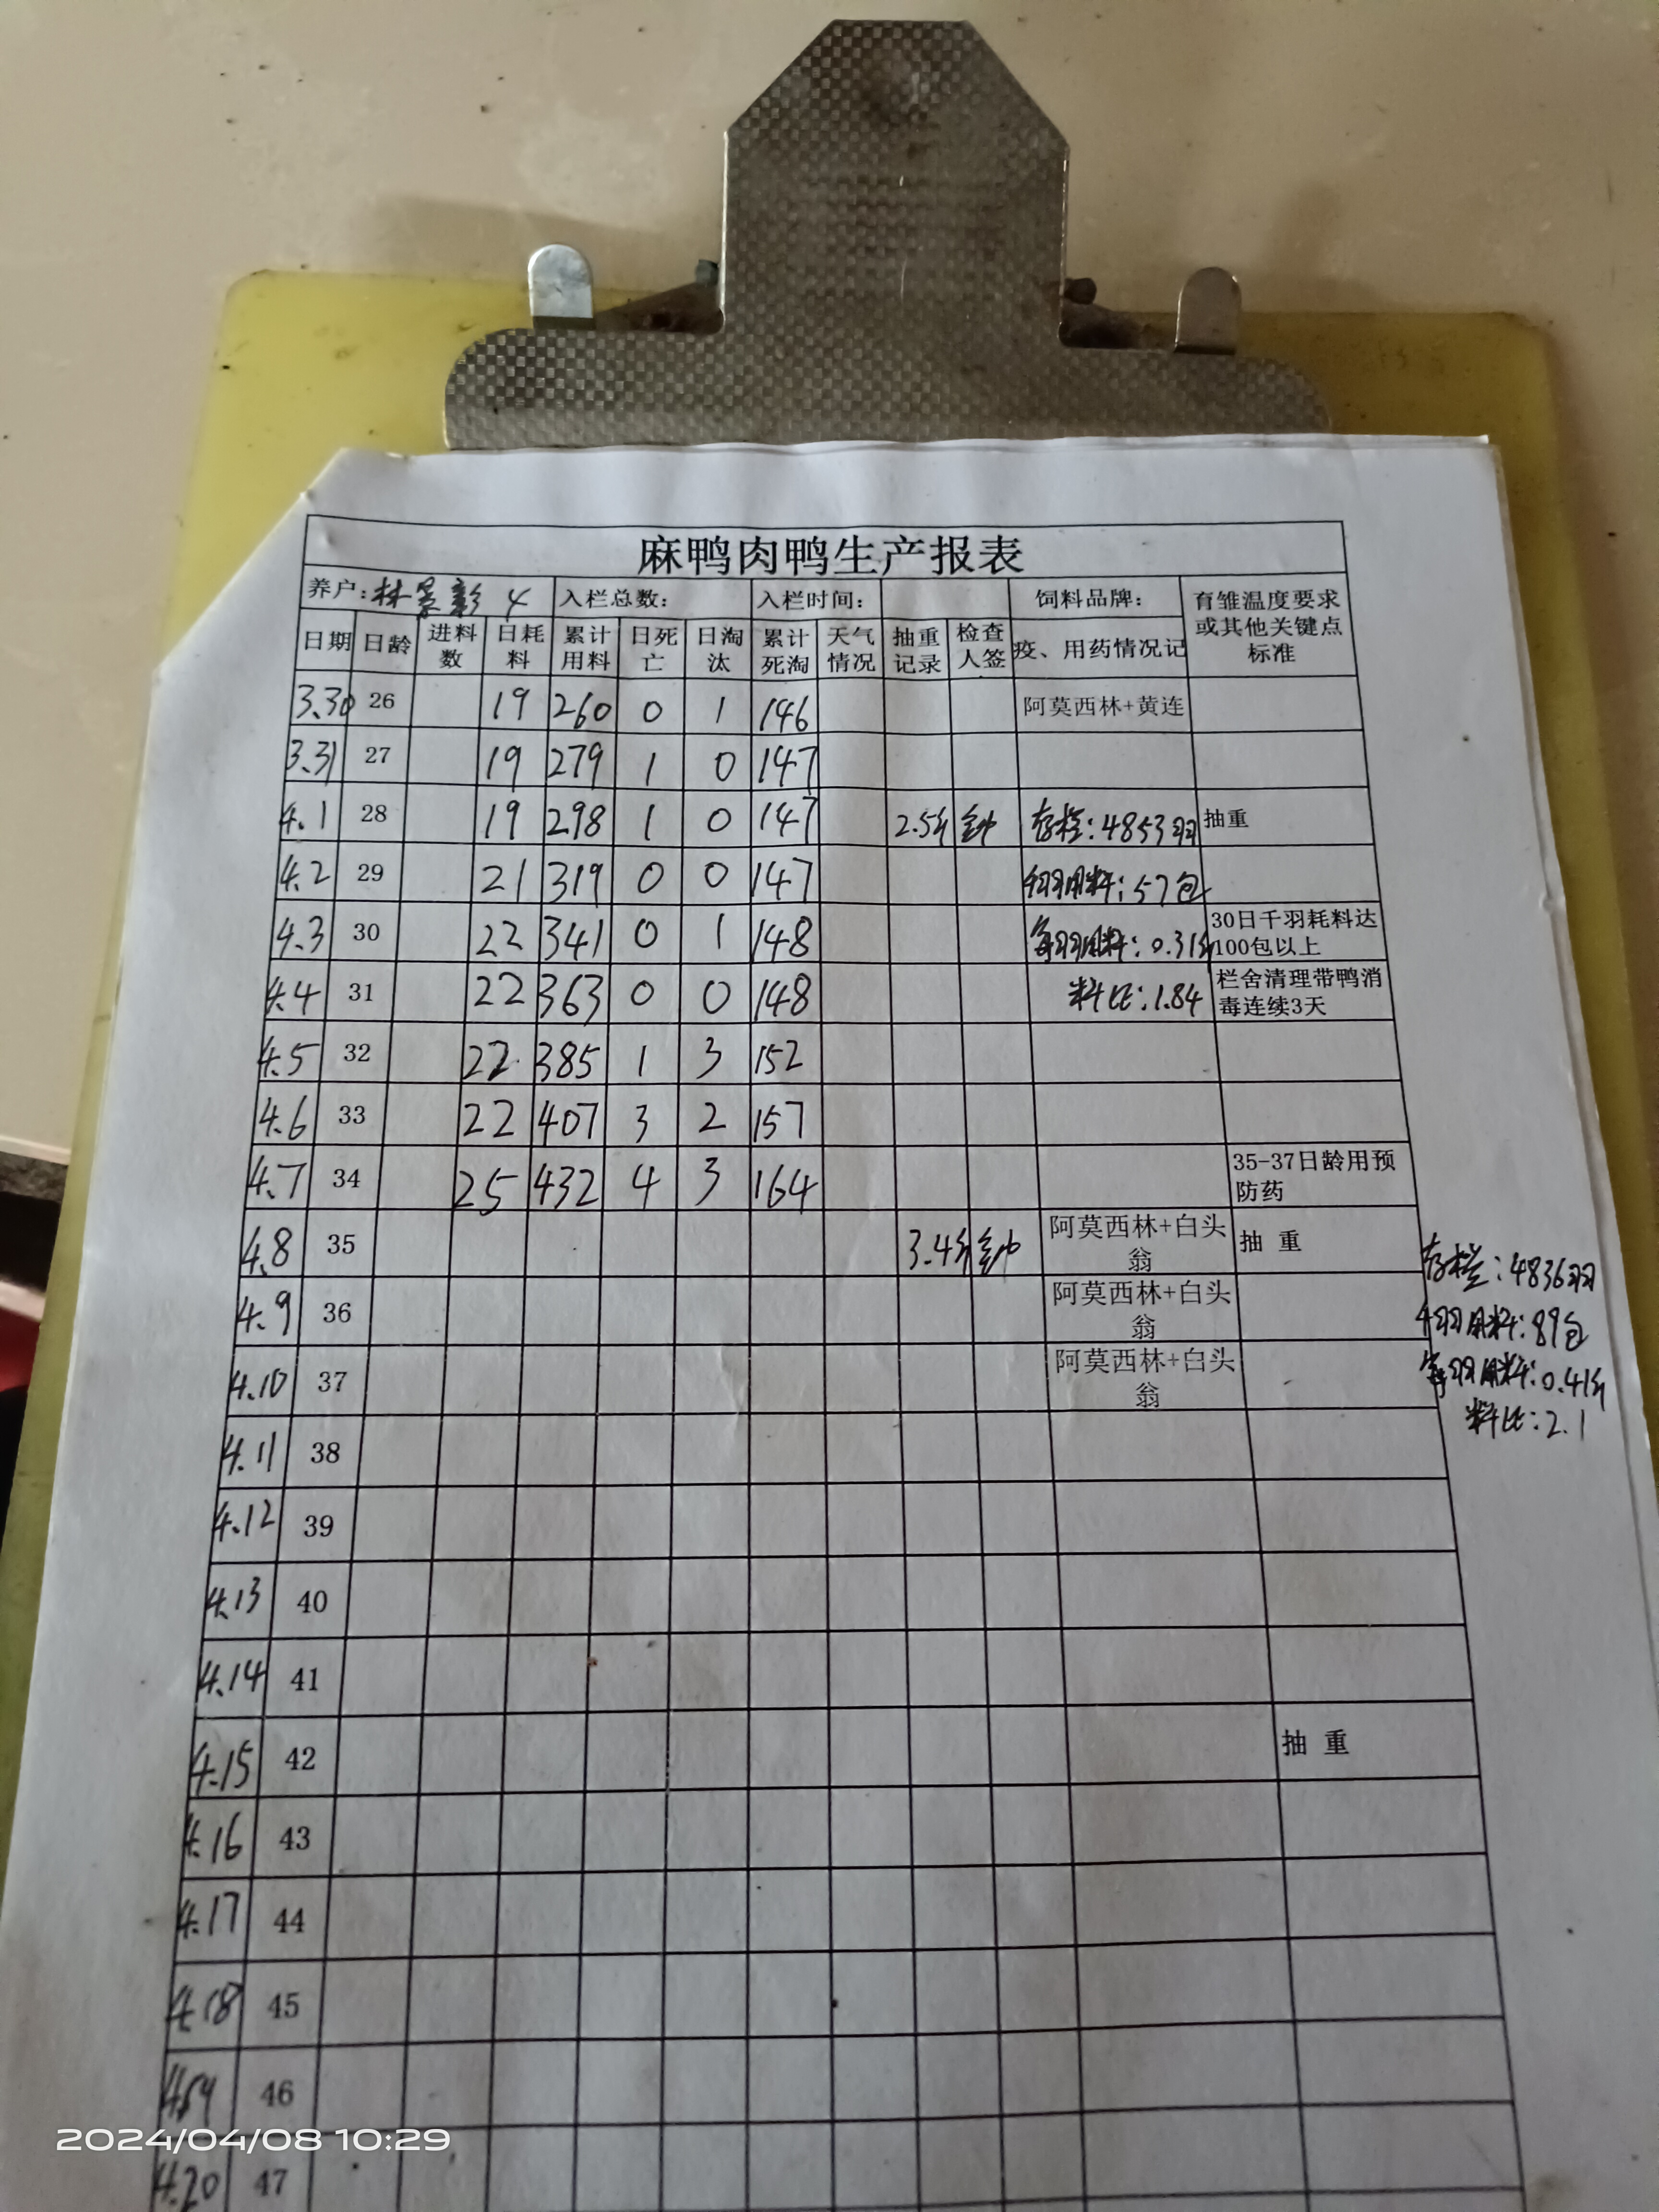 麻鸭肉鸭生产报表
养户: 林 彰 4 入栏总数: 入栏时间: 饲料品牌: 育雏温度要求或其他关键点标准
日期 日龄 进料数 日耗料 累计用料 日死亡 日淘汰 累计死淘 天气情况 抽重记录 检查人签 疫、用药情况记
3.30 26 19 260 0 1 146 阿莫西林+黄连
3.31 27 19 279 1 0 147
4.1 28 19 298 1 0 147 2.5斤 存栏:4853羽 抽重
4.2 29 21 319 0 0 147 千羽用料:57包
4.3 30 22 341 0 1 148 每羽用料:0.31斤 30日千羽耗料达100包以上
4.4 31 22 363 0 0 148 料比:1.84 栏舍清理带鸭消毒连续3天
4.5 32 22 385 1 3 152
4.6 33 22 407 3 2 157
4.7 34 25 432 4 3 164 35-37日龄用预防药
4.8 35 3.4斤 阿莫西林+白头翁 抽 重
存栏:4836羽
4.9 36 阿莫西林+白头翁
千羽用料:89包
4.10 37 阿莫西林+白头翁
每羽用料:0.41斤
料比:2.1
4.11 38
4.12 39
4.13 40
4.14 41
4.15 42 抽 重
4.16 43
4.17 44
4.18 45
4.19 46
4.20 47
2024/04/08 10:29